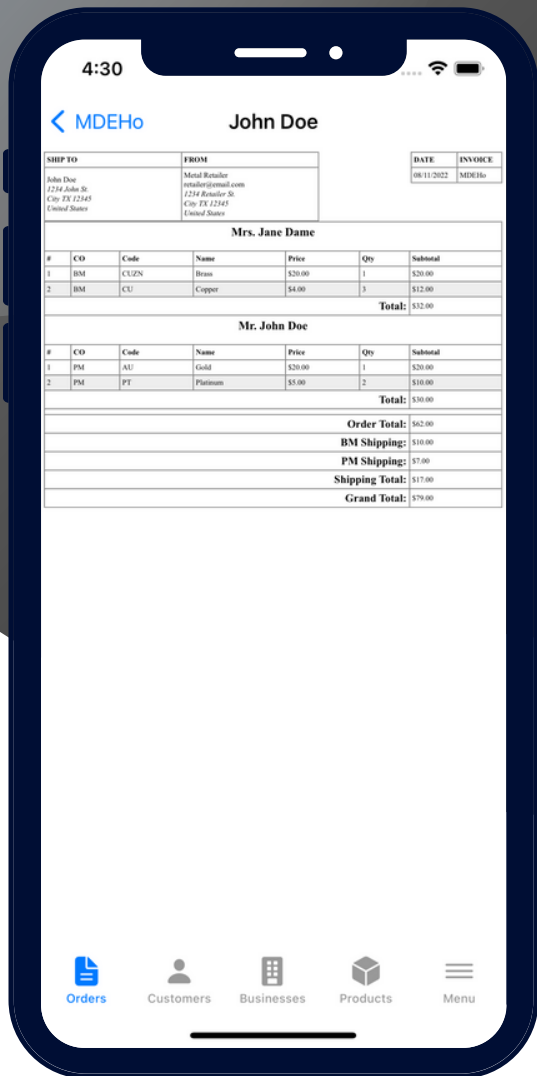 4:30
MDEHo
John Doe
SHIP TO
John Doe
1234 John St.
City TX 12345
United States
FROM
Metal Retailer
retailer@email.com
1234 Retailer St.
City TX 12345
United States
DATE INVOICE
08/11/2022 MDEHo
Mrs. Jane Dame
# CO Code Name Price Qty Subtotal
1 BM CUZN Brass $20.00 1 $20.00
2 BM CU Copper $4.00 3 $12.00
Total: $32.00
Mr. John Doe
# CO Code Name Price Qty Subtotal
1 PM AU Gold $20.00 1 $20.00
2 PM PT Platinum $5.00 2 $10.00
Total: $30.00
Order Total: $62.00
BM Shipping: $10.00
PM Shipping: $7.00
Shipping Total: $17.00
Grand Total: $79.00
Orders Customers Businesses Products Menu